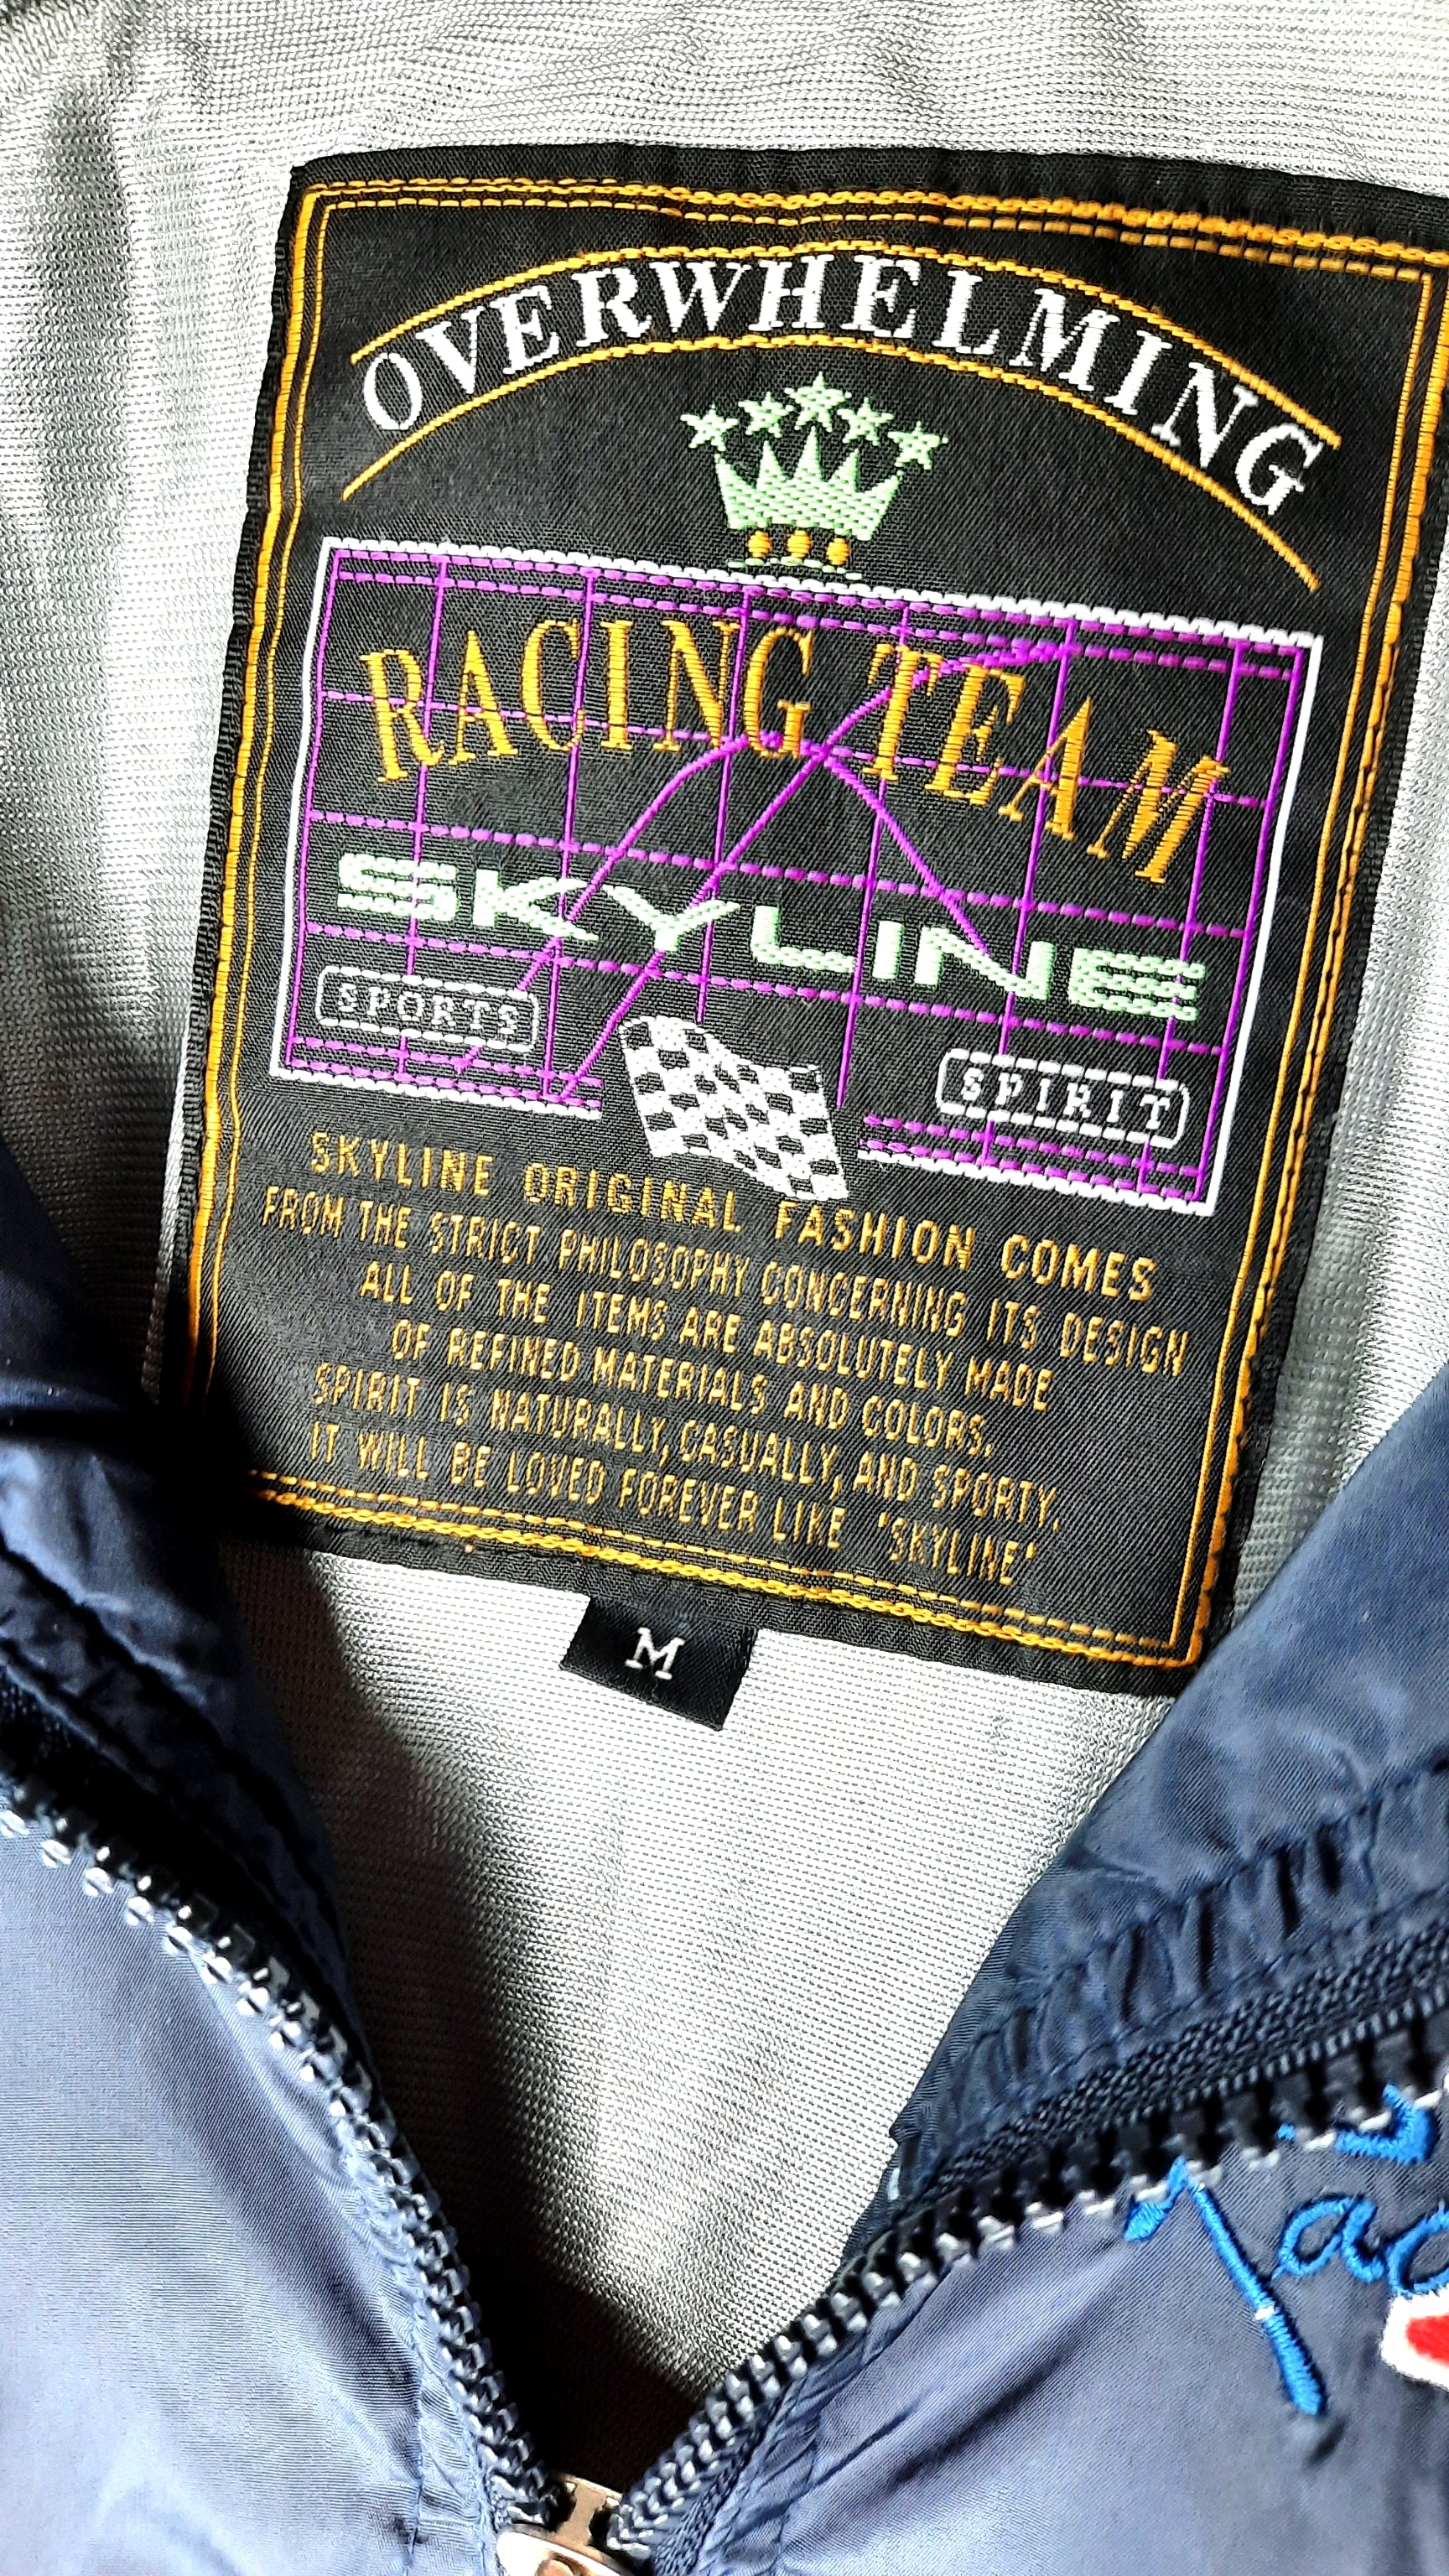 OVERWHELMING
RACING TEAM
SKYLINE
SPORTS
SPIRIT
SKYLINE ORIGINAL FASHION COMES
FROM THE STRICT PHILOSOPHY CONCERNING ITS DESIGN
ALL OF THE ITEMS ARE ABSOLUTELY MADE
OF REFINED MATERIALS AND COLORS.
SPIRIT IS NATURALLY, CASUALLY, AND SPORTY.
IT WILL BE LOVED FOREVER LIKE "SKYLINE"
M